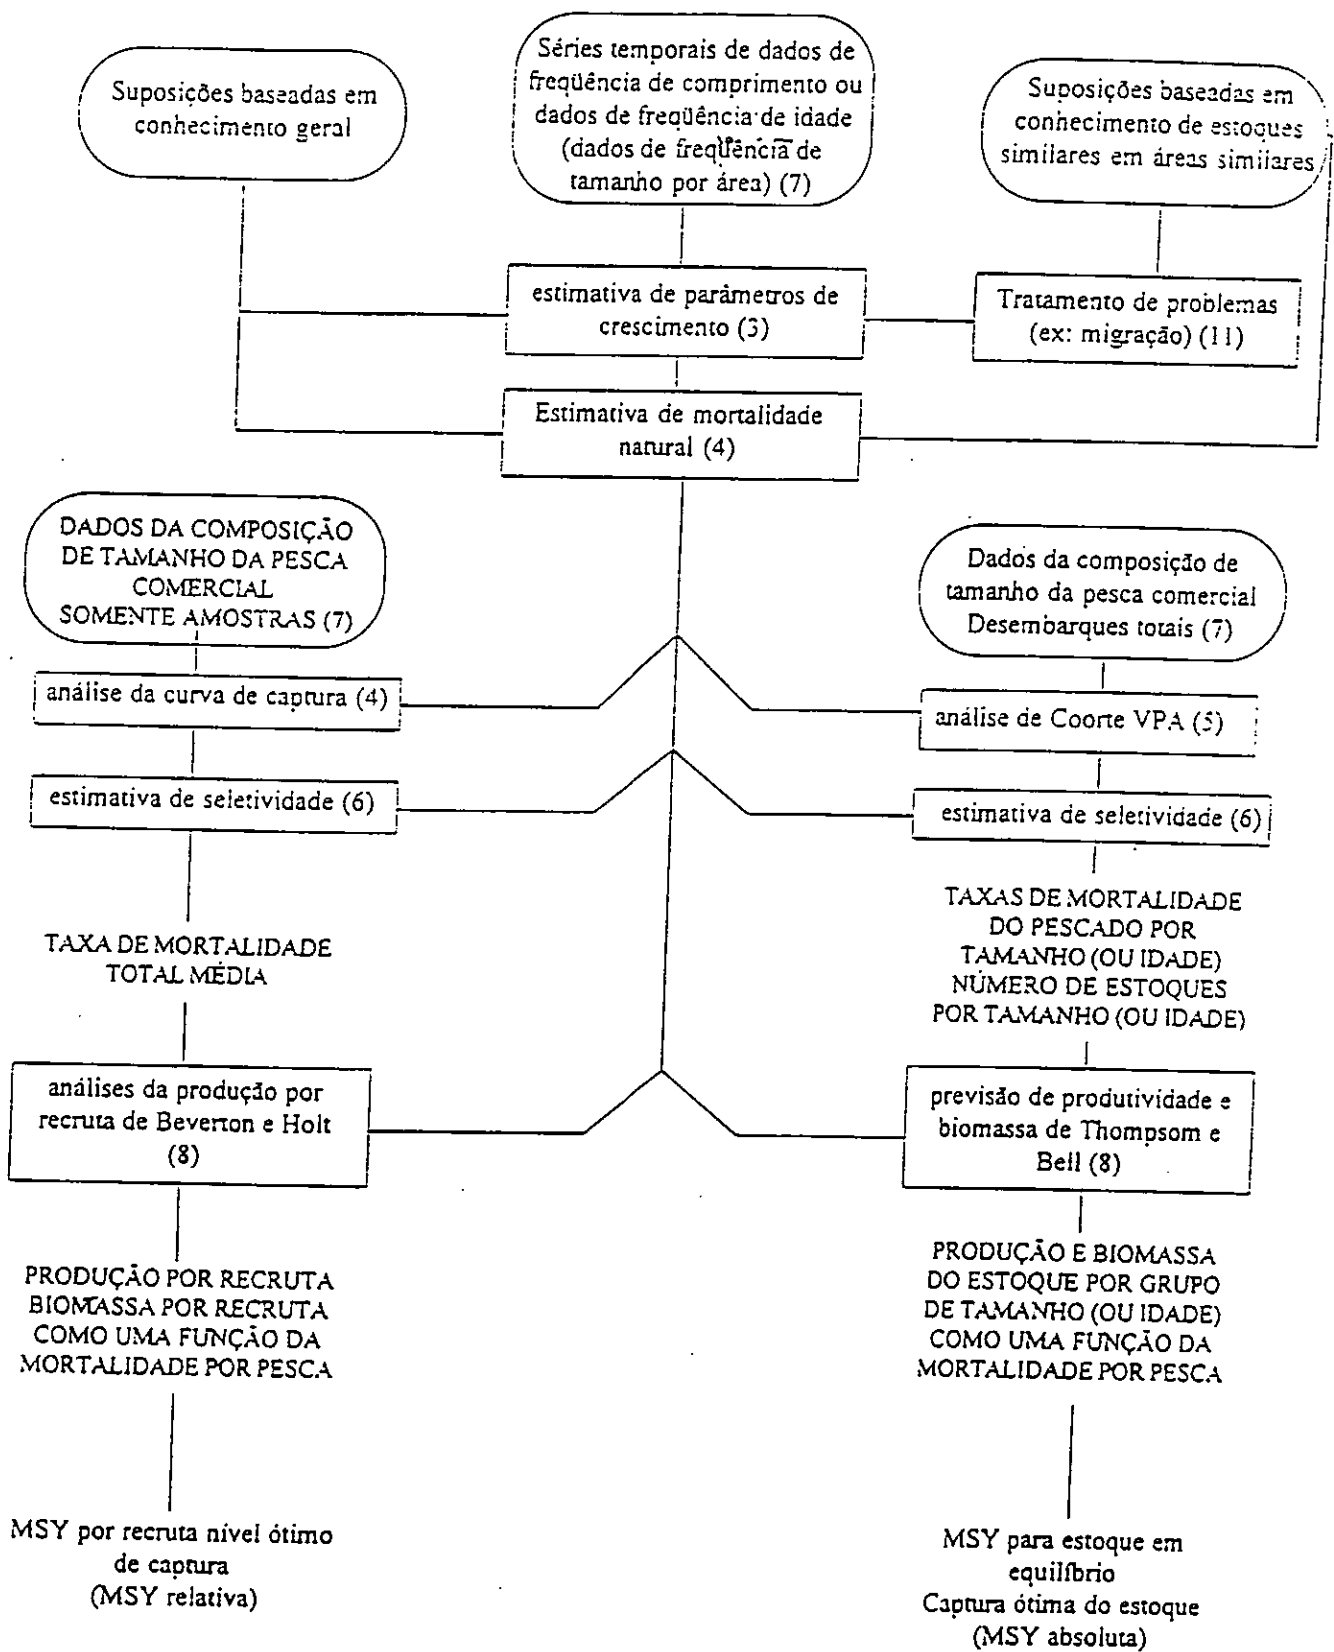 Suposições baseadas em
conhecimento geral
Séries temporais de dados de
freqüência de comprimento ou
dados de freqüência de idade
(dados de freqüência de
tamanho por área) (7)
Suposições baseadas em
conhecimento de estoques
similares em áreas similares
estimativa de parâmetros de
crescimento (3)
Tratamento de problemas
(ex: migração) (11)
Estimativa de mortalidade
natural (4)
DADOS DA COMPOSIÇÃO
DE TAMANHO DA PESCA
COMERCIAL
SOMENTE AMOSTRAS (7)
análise da curva de captura (4)
estimativa de seletividade (6)
TAXA DE MORTALIDADE
TOTAL MÉDIA
análises da produção por
recruta de Beverton e Holt
(8)
PRODUÇÃO POR RECRUTA
BIOMASSA POR RECRUTA
COMO UMA FUNÇÃO DA
MORTALIDADE POR PESCA
MSY por recruta nível ótimo
de captura
(MSY relativa)
Dados da composição de
tamanho da pesca comercial
Desembarques totais (7)
análise de Coorte VPA (5)
estimativa de seletividade (6)
TAXAS DE MORTALIDADE
DO PESCADO POR
TAMANHO (OU IDADE)
NÚMERO DE ESTOQUES
POR TAMANHO (OU IDADE)
previsão de produtividade e
biomassa de Thompsom e
Bell (8)
PRODUÇÃO E BIOMASSA
DO ESTOQUE POR GRUPO
DE TAMANHO (OU IDADE)
COMO UMA FUNÇÃO DA
MORTALIDADE POR PESCA
MSY para estoque em
equilíbrio
Captura ótima do estoque
(MSY absoluta)